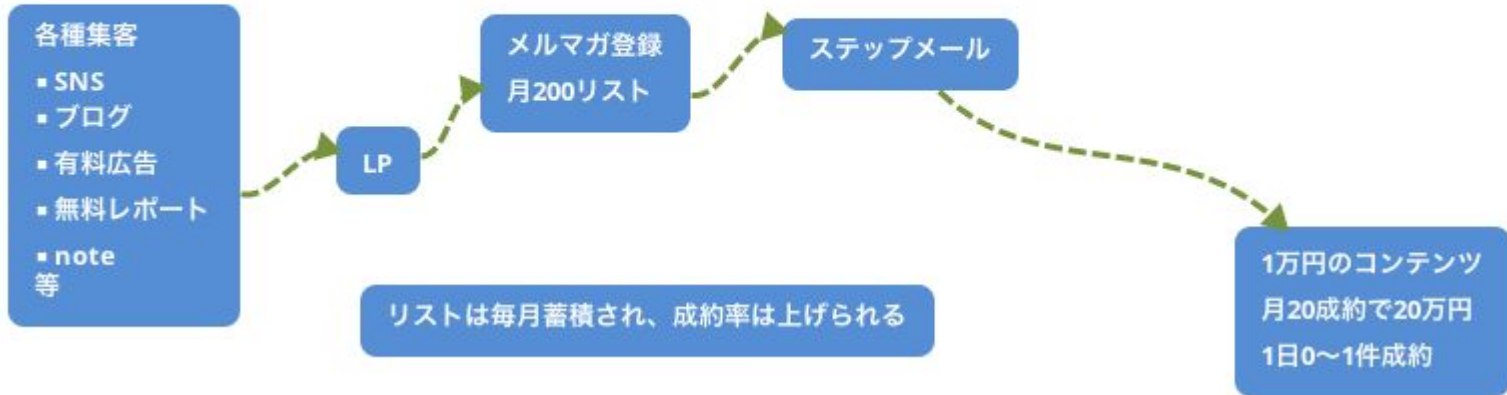 各種集客
▪ SNS
▪ ブログ
▪ 有料広告
▪ 無料レポート
▪ note
等
LP
メルマガ登録
月200リスト
ステップメール
リストは毎月蓄積され、成約率は上げられる
1万円のコンテンツ
月20成約で20万円
1日0〜1件成約